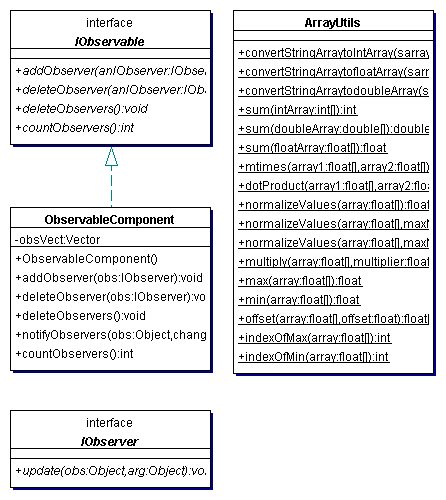 interface
IObservable
+addObserver(anIObserver:IObse
+deleteObserver(anIObserver:IOb
+deleteObservers():void
+countObservers():int
ObservableComponent
-obsVect:Vector
+ObservableComponent()
+addObserver(obs:IObserver):void
+deleteObserver(obs:IObserver):vo
+deleteObservers():void
+notifyObservers(obs:Object,chang
+countObservers():int
interface
IObserver
+update(obs:Object,arg:Object):vo
ArrayUtils
+convertStringArraytoIntArray(sarray
+convertStringArraytofloatArray(sarr
+convertStringArraytodoubleArray(s
+sum(intArray:int[]):int
+sum(doubleArray:double[]):double
+sum(floatArray:float[]):float
+mtimes(array1:float[],array2:float[]
+dotProduct(array1:float[],array2:floa
+normalizeValues(array:float[]):float
+normalizeValues(array:float[],maxN
+normalizeValues(array:float[],maxN
+multiply(array:float[],multiplier:float
+max(array:float[]):float
+min(array:float[]):float
+offset(array:float[],offset:float):float[
+indexOfMax(array:float[]):int
+indexOfMin(array:float[]):int